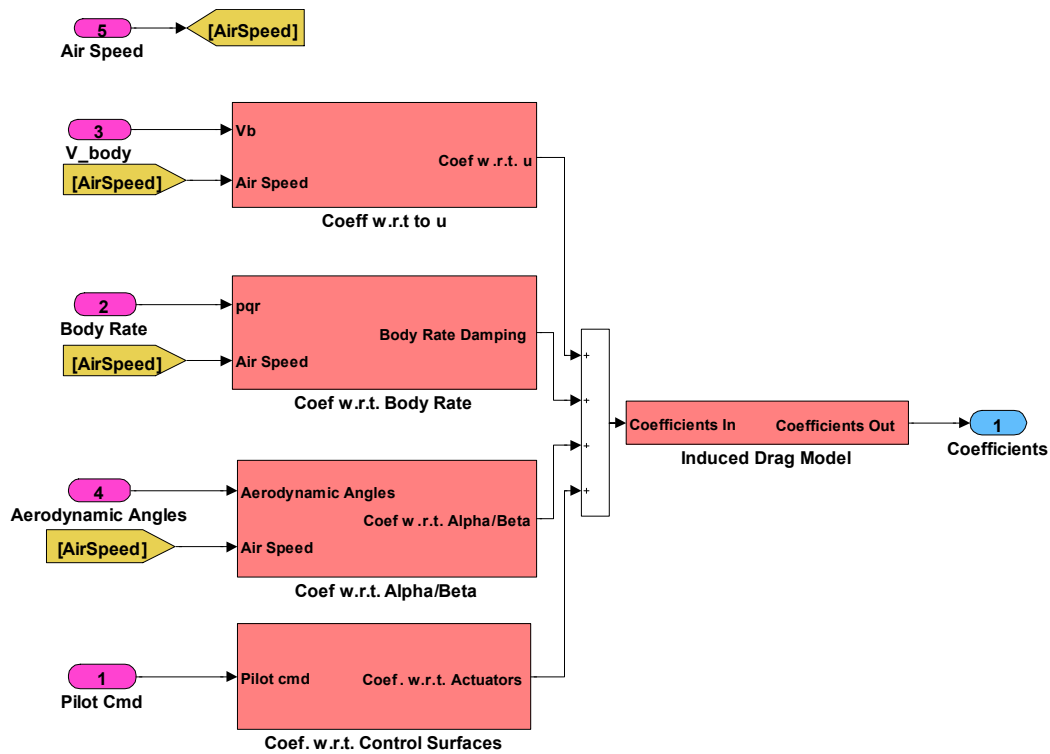 5
Air Speed
[AirSpeed]
3
V_body
[AirSpeed]
Vb
Air Speed
Coef w .r.t. u
Coeff w.r.t to u
2
Body Rate
[AirSpeed]
pqr
Air Speed
Body Rate Damping
Coef w.r.t. Body Rate
4
Aerodynamic Angles
[AirSpeed]
Aerodynamic Angles
Air Speed
Coef w .r.t. Alpha/Beta
Coef w.r.t. Alpha/Beta
1
Pilot Cmd
Pilot cmd
Coef . w.r.t. Actuators
Coef. w.r.t. Control Surfaces
+
+
+
+
Coefficients In
Coefficients Out
Induced Drag Model
1
Coefficients